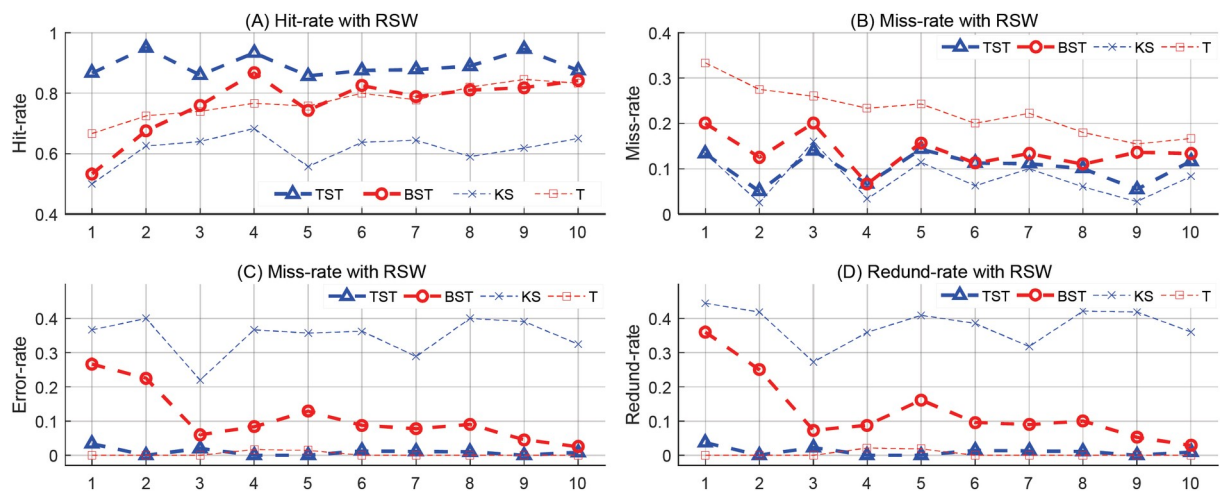 (A) Hit-rate with RSW
1
0.8
0.6
0.4
Hit-rate
TST BST KS T
1 2 3 4 5 6 7 8 9 10
(B) Miss-rate with RSW
0.4
0.3
0.2
0.1
0
Miss-rate
TST BST KS T
1 2 3 4 5 6 7 8 9 10
(C) Miss-rate with RSW
0.4
0.3
0.2
0.1
0
Error-rate
TST BST KS T
1 2 3 4 5 6 7 8 9 10
(D) Redund-rate with RSW
0.4
0.3
0.2
0.1
0
Redund-rate
TST BST KS T
1 2 3 4 5 6 7 8 9 10